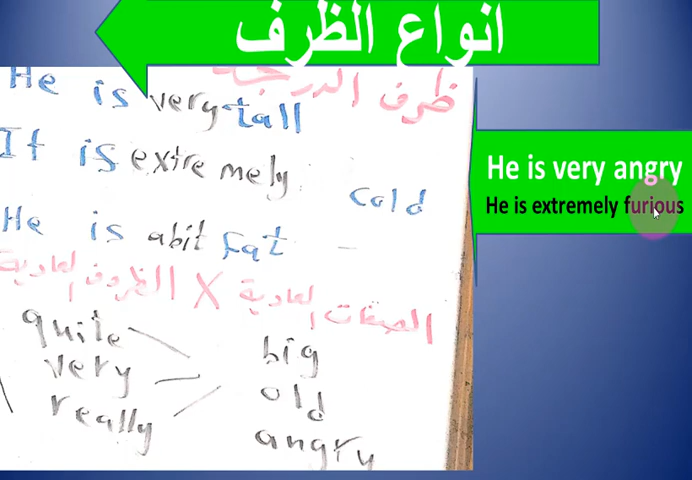 انواع الظرف
ظرف الدرجة
He is very tall
It is extremely cold
He is abit fat
الصفات العادية X الظروف العادية
quite big
very old
really angry
He is very angry
He is extremely furious